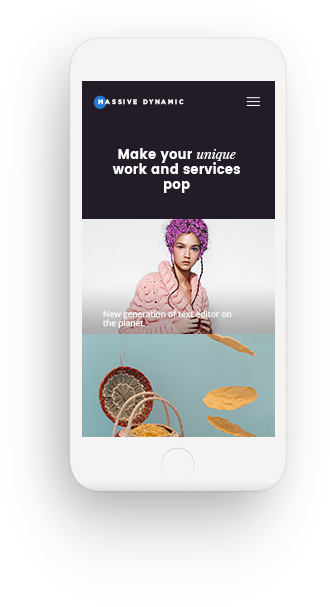 MASSIVE DYNAMIC
Make your unique
work and services
pop
New generation of text editor on
the planet.